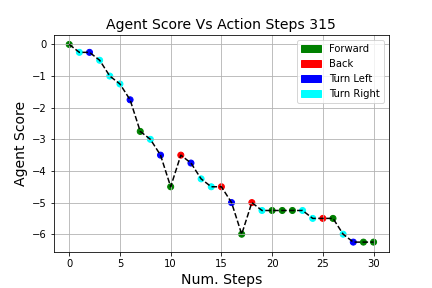 Agent Score Vs Action Steps 315
Forward
Back
Turn Left
Turn Right
Agent Score
0
−1
−2
−3
−4
−5
−6
0 5 10 15 20 25 30
Num. Steps